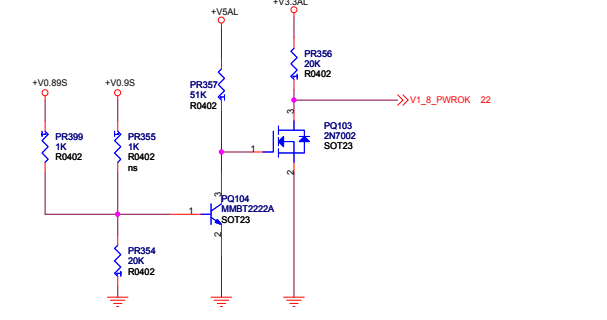 +V3.3AL
+V5AL
PR356
20K
R0402
+V0.89S
+V0.9S
PR357
51K
R0402
V1_8_PWROK 22
3
PQ103
2N7002
SOT23
PR399
1K
R0402
PR355
1K
R0402
ns
1
2
3
PQ104
MMBT2222A
SOT23
1
2
PR354
20K
R0402